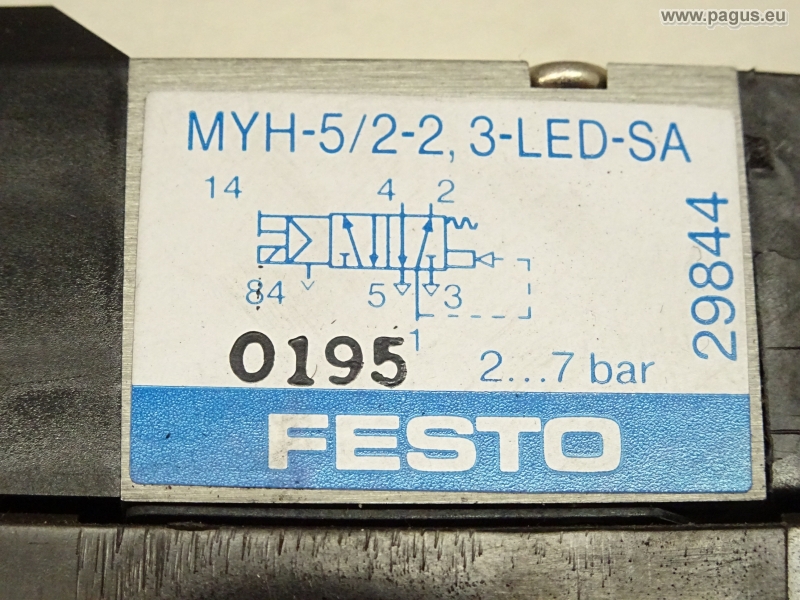 www.pagus.eu
MYH-5/2-2, 3-LED-SA
14 4 2
84 5 3
1
29844
0195
2...7 bar
FESTO